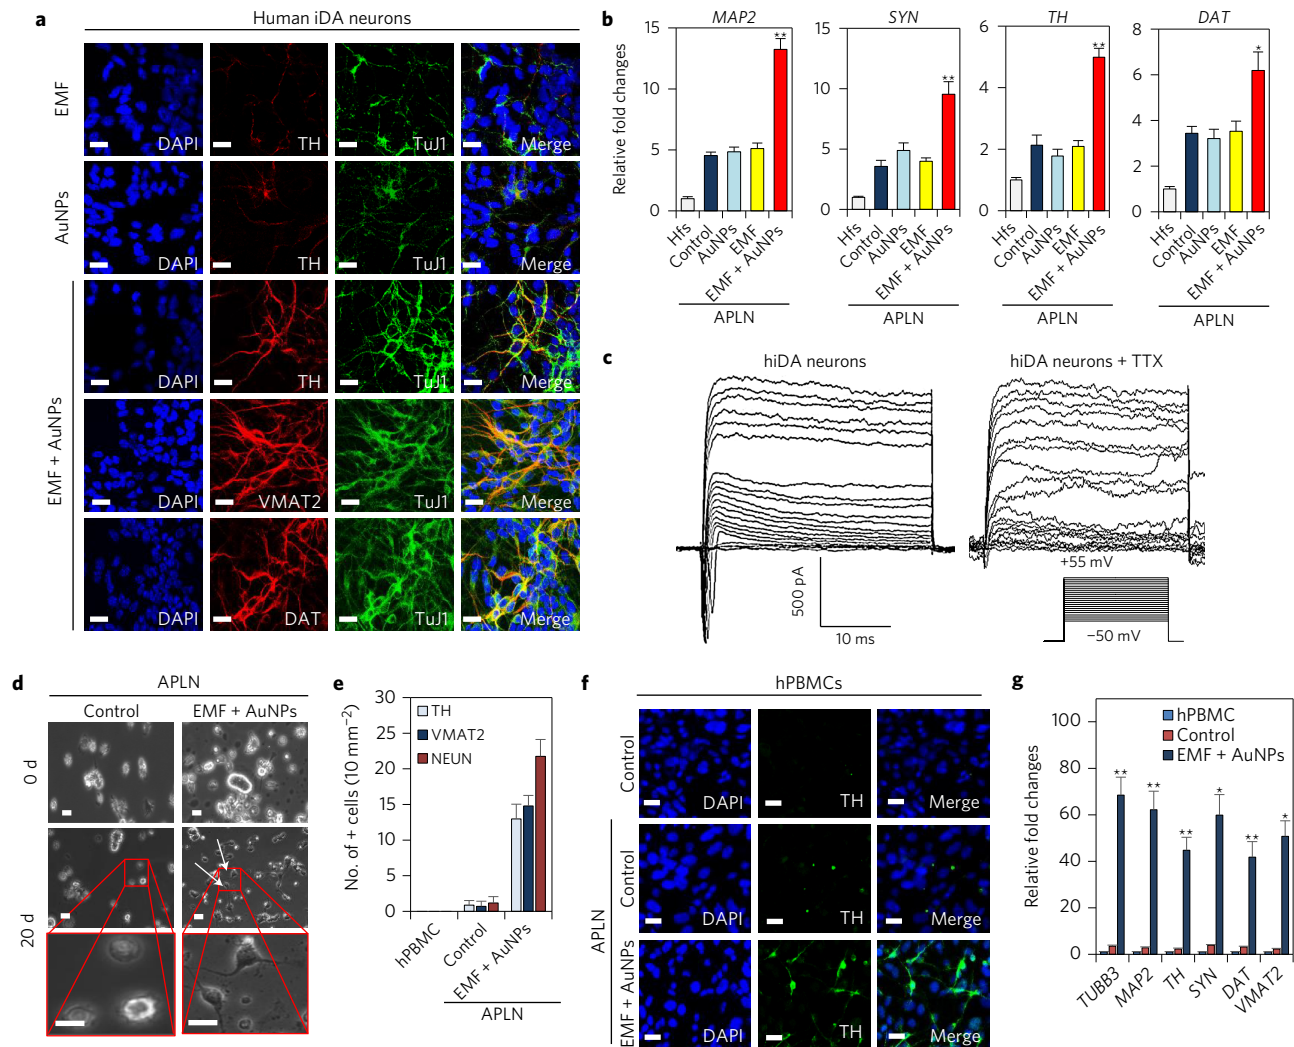 a
Human iDA neurons
EMF
DAPI
TH
TuJ1
Merge
AuNPs
DAPI
TH
TuJ1
Merge
EMF + AuNPs
DAPI
TH
TuJ1
Merge
DAPI
VMAT2
TuJ1
Merge
DAPI
DAT
TuJ1
Merge
b
MAP2
Relative fold changes
15
10
5
0
**
Hfs
Control
AuNPs
EMF
EMF + AuNPs
APLN
SYN
15
10
5
0
**
Hfs
Control
AuNPs
EMF
EMF + AuNPs
APLN
TH
6
4
2
0
**
Hfs
Control
AuNPs
EMF
EMF + AuNPs
APLN
DAT
8
6
4
2
0
*
Hfs
Control
AuNPs
EMF
EMF + AuNPs
APLN
c
hiDA neurons
hiDA neurons + TTX
500 pA
10 ms
+55 mV
−50 mV
d
APLN
Control
EMF + AuNPs
0 d
20 d
e
No. of + cells (10 mm⁻²)
30
25
20
15
10
5
0
TH
VMAT2
NEUN
hPBMC
Control
EMF + AuNPs
APLN
f
hPBMCs
Control
DAPI
TH
Merge
APLN
Control
DAPI
TH
Merge
EMF + AuNPs
DAPI
TH
Merge
g
Relative fold changes
100
80
60
40
20
0
hPBMC
Control
EMF + AuNPs
**
**
**
*
**
*
TUBB3
MAP2
TH
SYN
DAT
VMAT2